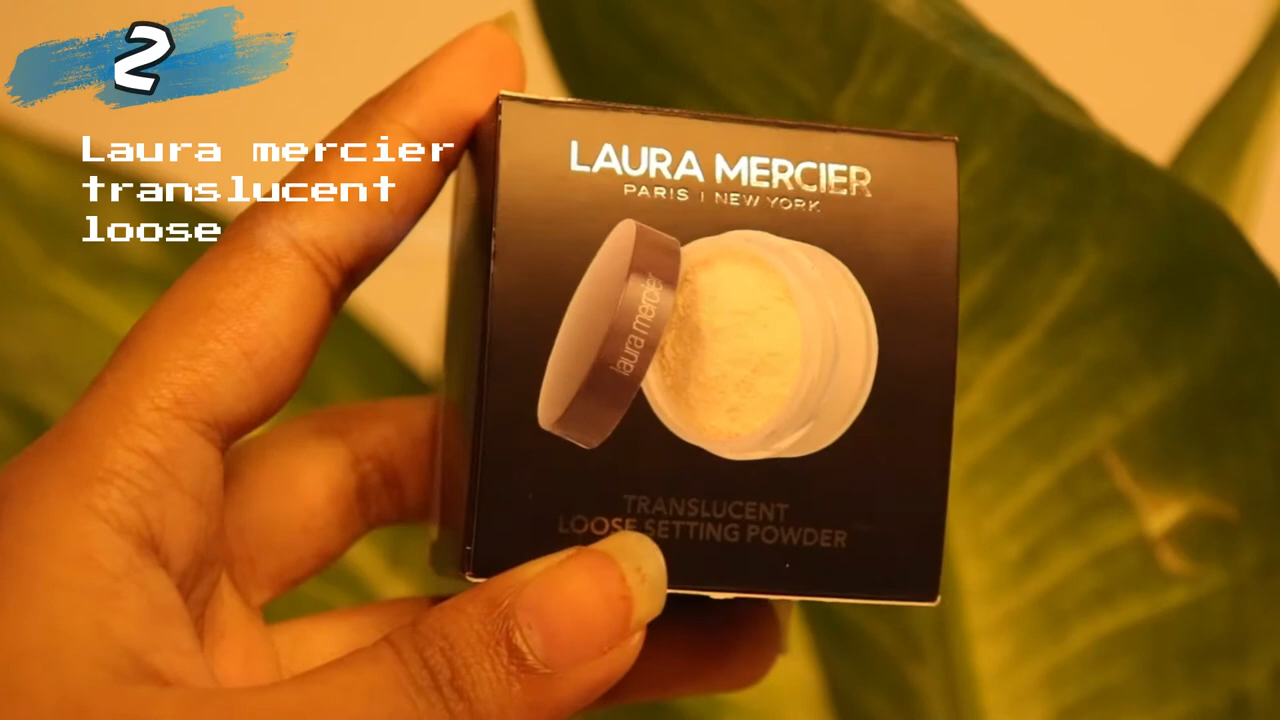 2
Laura mercier
translucent
loose
LAURA MERCIER
PARIS | NEW YORK
laura mercier
TRANSLUCENT
LOOSE SETTING POWDER